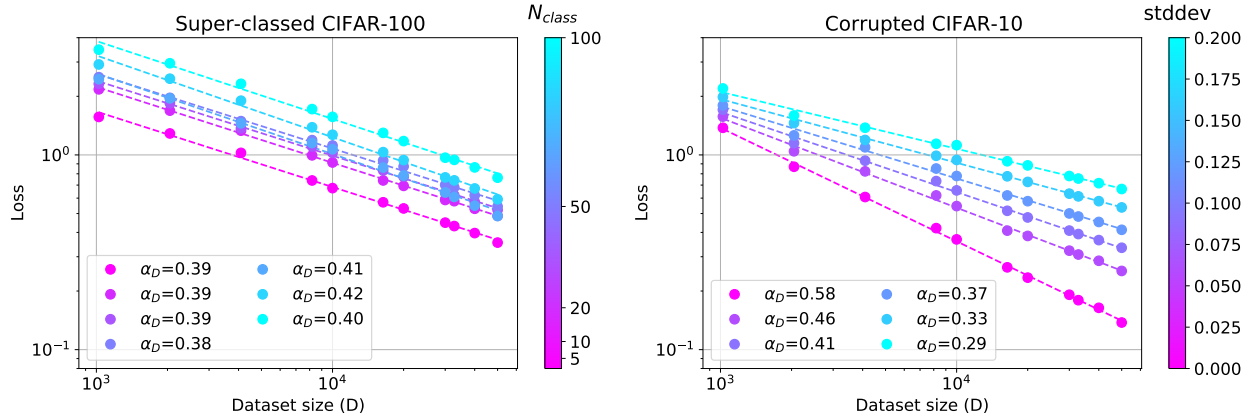 Super-classed CIFAR-100
N_class
Loss
10^0
10^-1
10^3
10^4
Dataset size (D)
α_D=0.39
α_D=0.39
α_D=0.39
α_D=0.38
α_D=0.41
α_D=0.42
α_D=0.40
100
50
20
10
5
Corrupted CIFAR-10
stddev
Loss
10^0
10^-1
10^3
10^4
Dataset size (D)
α_D=0.58
α_D=0.46
α_D=0.41
α_D=0.37
α_D=0.33
α_D=0.29
0.200
0.175
0.150
0.125
0.100
0.075
0.050
0.025
0.000